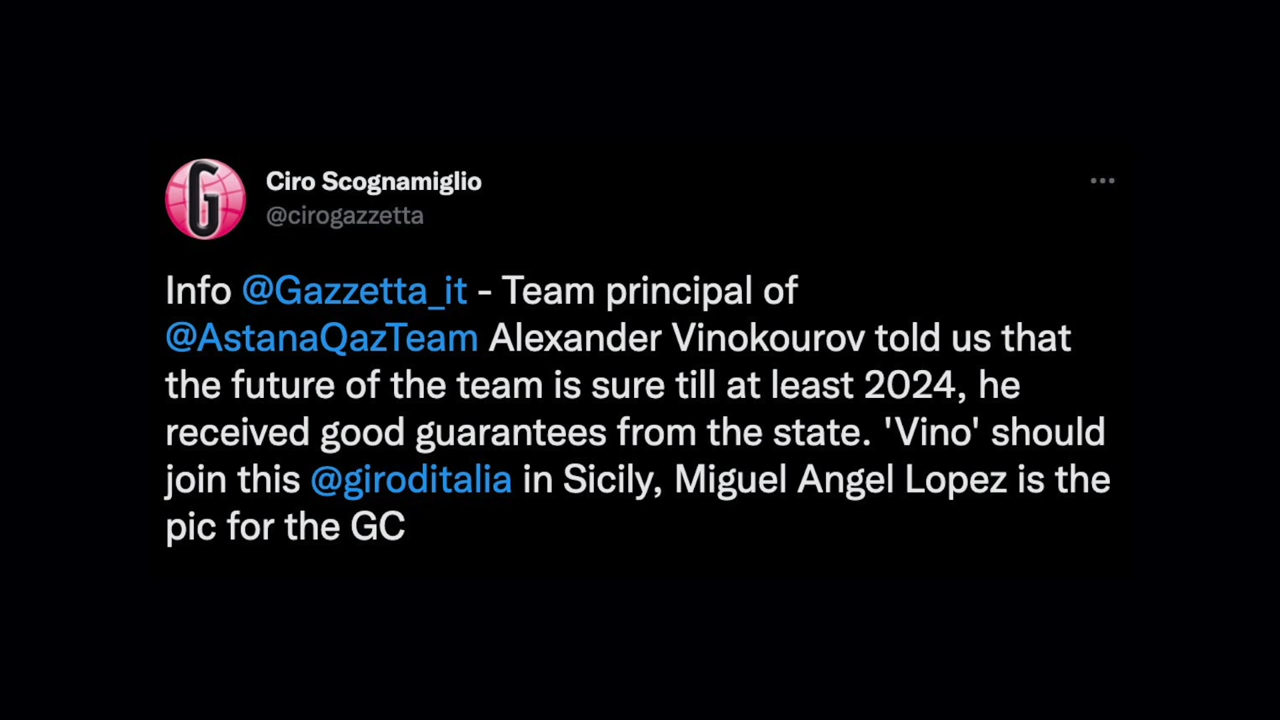 G
Ciro Scognamiglio
@cirogazzetta
Info @Gazzetta_it - Team principal of
@AstanaQazTeam Alexander Vinokourov told us that
the future of the team is sure till at least 2024, he
received good guarantees from the state. 'Vino' should
join this @giroditalia in Sicily, Miguel Angel Lopez is the
pic for the GC